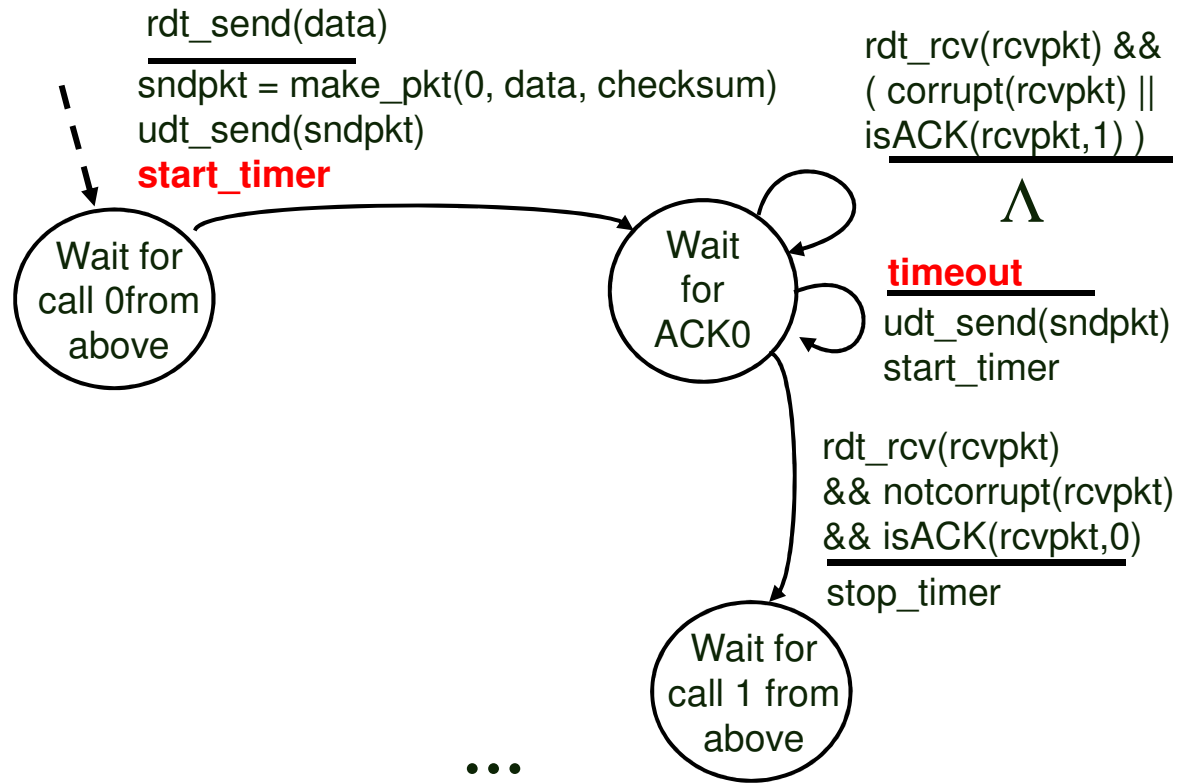 rdt_send(data)
sndpkt = make_pkt(0, data, checksum)
udt_send(sndpkt)
start_timer
rdt_rcv(rcvpkt) &&
( corrupt(rcvpkt) ||
isACK(rcvpkt,1) )
Λ
Wait for
call 0from
above
Wait
for
ACK0
timeout
udt_send(sndpkt)
start_timer
rdt_rcv(rcvpkt)
&& notcorrupt(rcvpkt)
&& isACK(rcvpkt,0)
stop_timer
Wait for
call 1 from
above
...